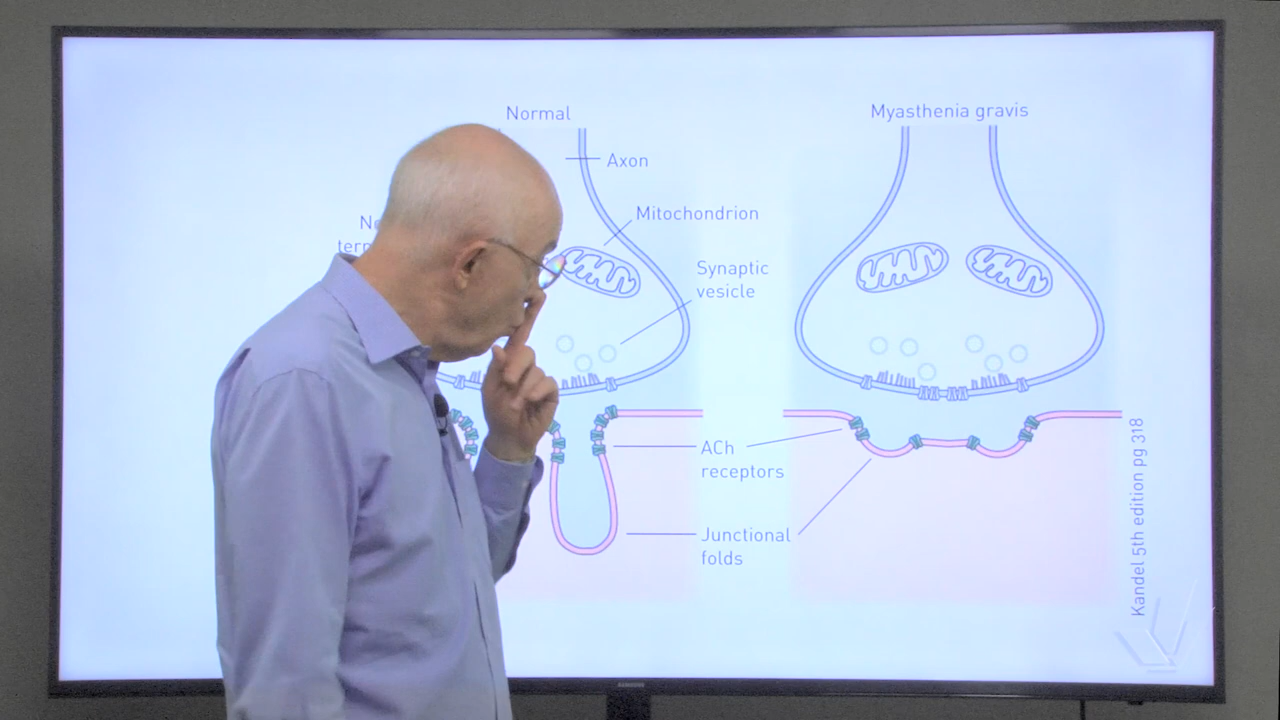 Normal
Myasthenia gravis
Axon
Mitochondrion
Synaptic
vesicle
ACh
receptors
Junctional
folds
Kandel 5th edition pg 318
SAMSUNG